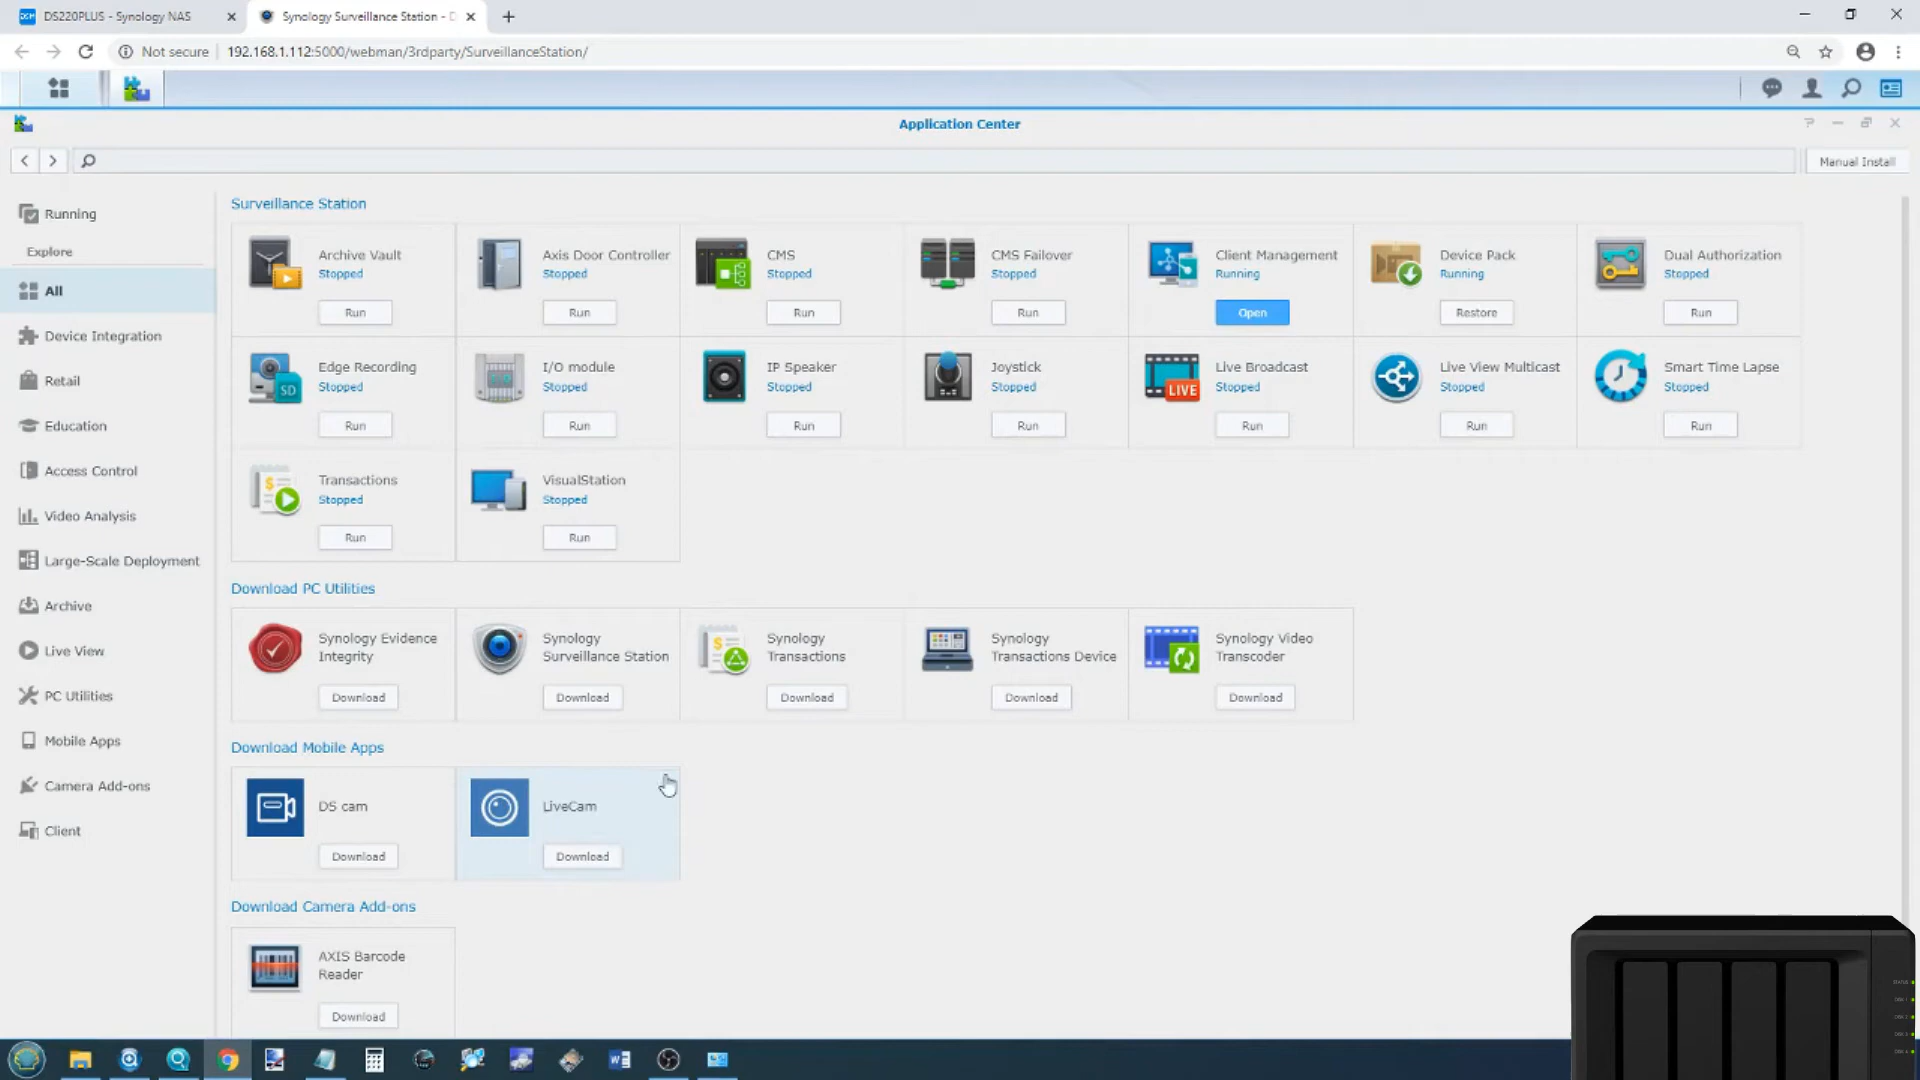 DS220PLUS - Synology NAS
Synology Surveillance Station - D
Not secure
192.168.1.112:5000/webman/3rdparty/SurveillanceStation/
Application Center
Manual Install
Running
Explore
All
Device Integration
Retail
Education
Access Control
Video Analysis
Large-Scale Deployment
Archive
Live View
PC Utilities
Mobile Apps
Camera Add-ons
Client
Surveillance Station
Archive Vault
Stopped
Run
Axis Door Controller
Stopped
Run
CMS
Stopped
Run
CMS Failover
Stopped
Run
Client Management
Running
Open
Device Pack
Running
Restore
Dual Authorization
Stopped
Run
Edge Recording
Stopped
Run
SD
I/O module
Stopped
Run
IP Speaker
Stopped
Run
Joystick
Stopped
Run
LIVE
Live Broadcast
Stopped
Run
Live View Multicast
Stopped
Run
Smart Time Lapse
Stopped
Run
Transactions
Stopped
Run
VisualStation
Stopped
Run
Download PC Utilities
Synology Evidence
Integrity
Download
Synology
Surveillance Station
Download
Synology
Transactions
Download
Synology
Transactions Device
Download
Synology Video
Transcoder
Download
Download Mobile Apps
DS cam
Download
LiveCam
Download
Download Camera Add-ons
AXIS Barcode
Reader
Download